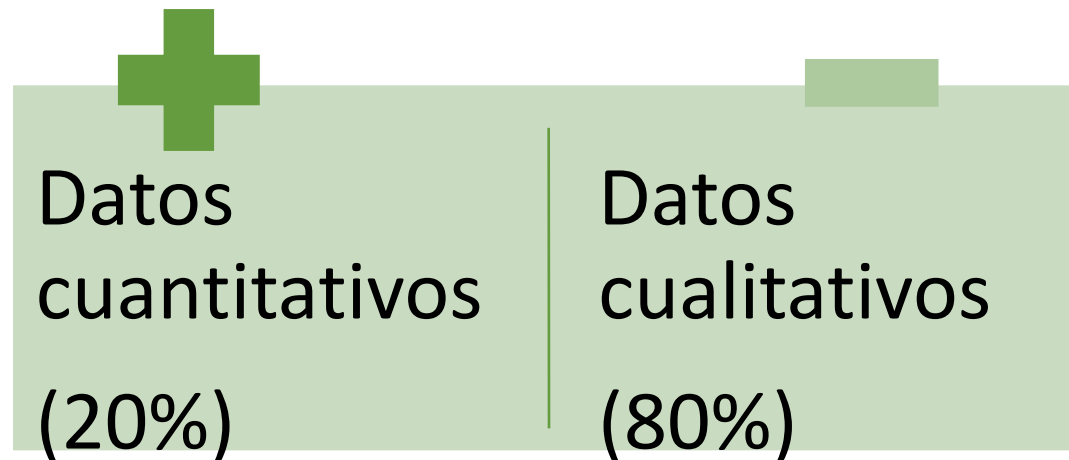 Datos
cuantitativos
(20%)
Datos
cualitativos
(80%)